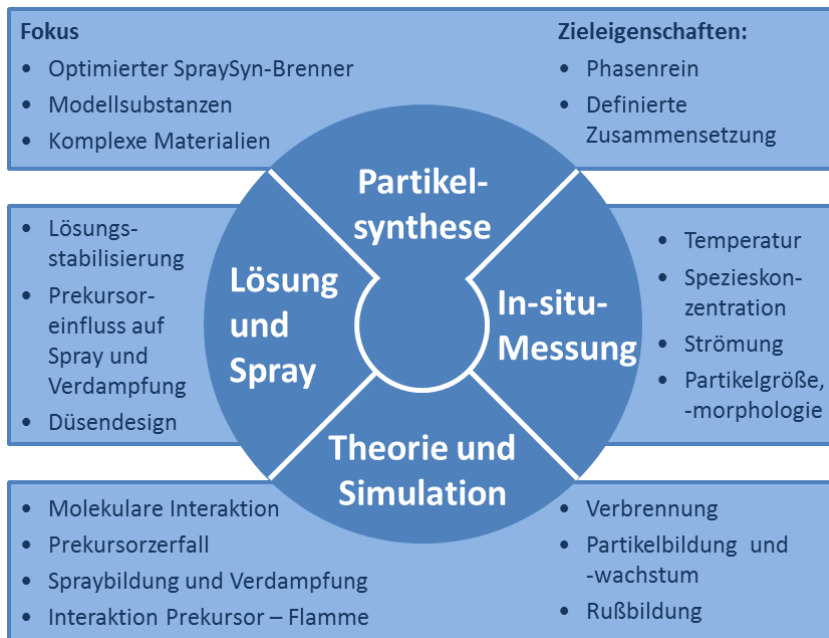 Fokus
• Optimierter SpraySyn-Brenner
• Modellsubstanzen
• Komplexe Materialien
Zieleigenschaften:
• Phasenrein
• Definierte
Zusammensetzung
Partikel-
synthese
• Lösungs-
stabilisierung
• Prekursor-
einfluss auf
Spray und
Verdampfung
• Düsendesign
Lösung
und
Spray
In-situ-
Messung
• Temperatur
• Spezieskon-
zentration
• Strömung
• Partikelgröße,
-morphologie
Theorie und
Simulation
• Molekulare Interaktion
• Prekursorzerfall
• Spraybildung und Verdampfung
• Interaktion Prekursor – Flamme
• Verbrennung
• Partikelbildung und
-wachstum
• Rußbildung